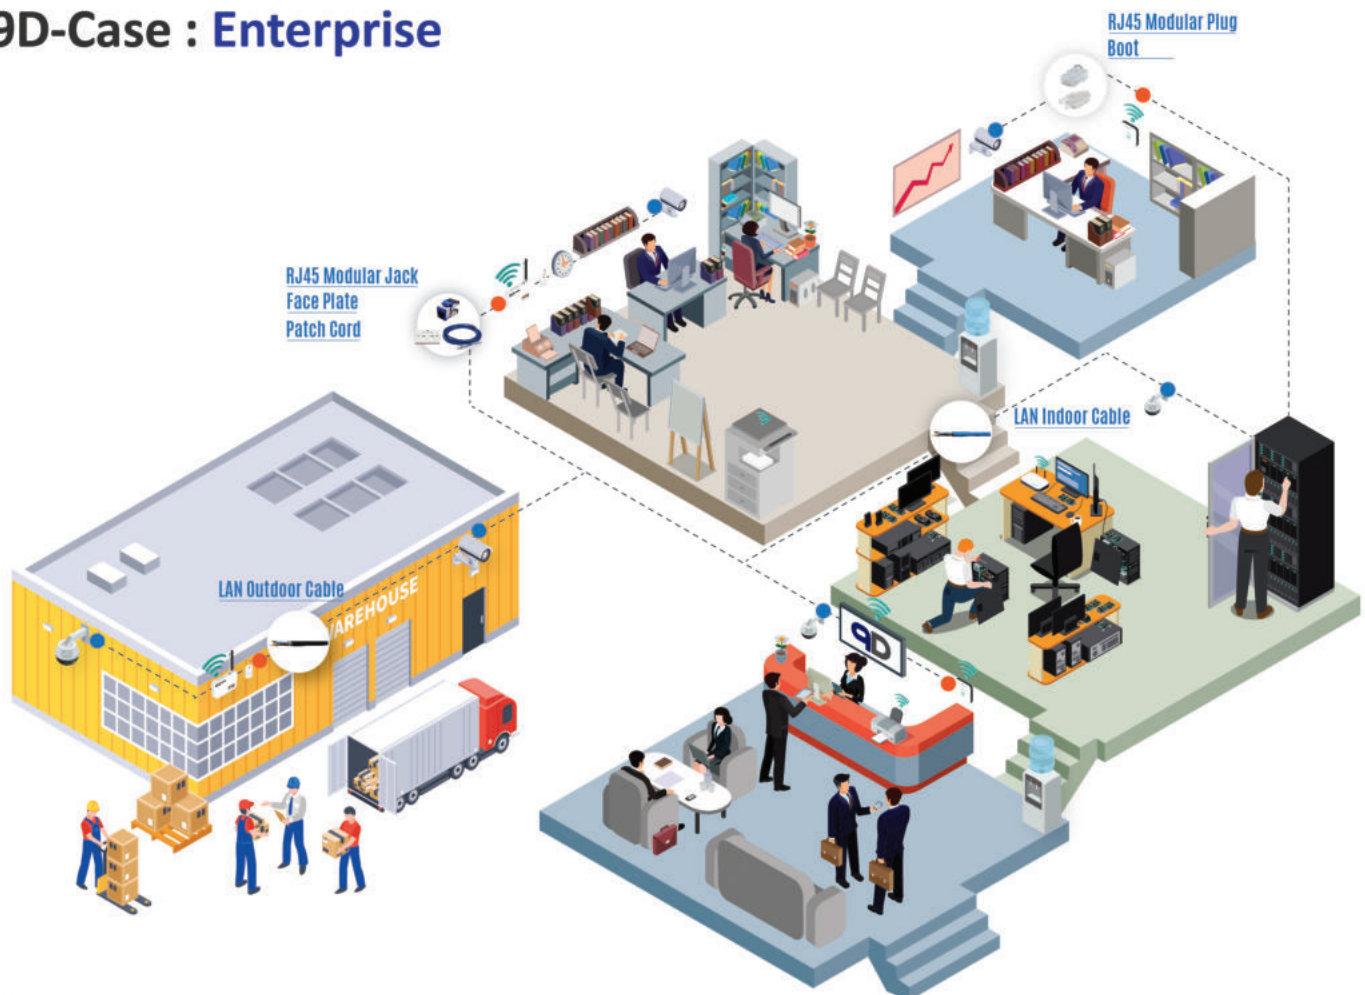 9D-Case : Enterprise
RJ45 Modular Plug
Boot
RJ45 Modular Jack
Face Plate
Patch Cord
LAN Indoor Cable
LAN Outdoor Cable
WAREHOUSE
9D